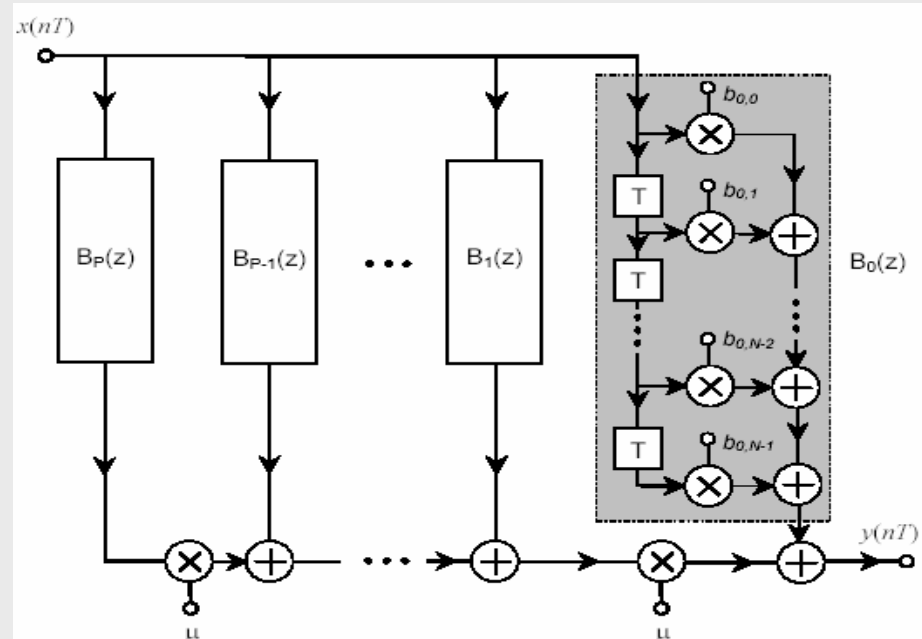 x(nT)
b0,0
T
b0,1
BP(z)
BP-1(z)
B1(z)
B0(z)
T
b0,N-2
T
b0,N-1
y(nT)
μ
μ